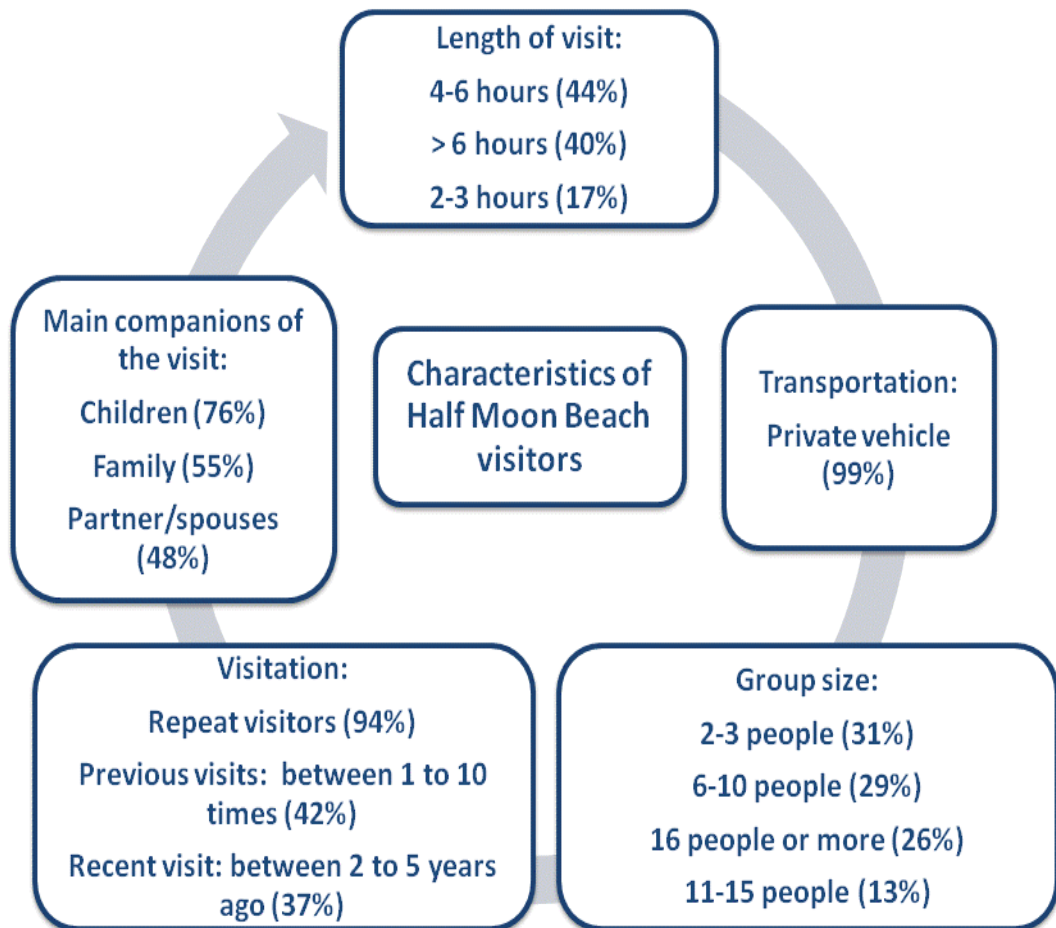 Length of visit:
4-6 hours (44%)
> 6 hours (40%)
2-3 hours (17%)
Main companions of
the visit:
Children (76%)
Family (55%)
Partner/spouses
(48%)
Characteristics of
Half Moon Beach
visitors
Transportation:
Private vehicle
(99%)
Visitation:
Repeat visitors (94%)
Previous visits:  between 1 to 10
times (42%)
Recent visit: between 2 to 5 years
ago (37%)
Group size:
2-3 people (31%)
6-10 people (29%)
16 people or more (26%)
11-15 people (13%)